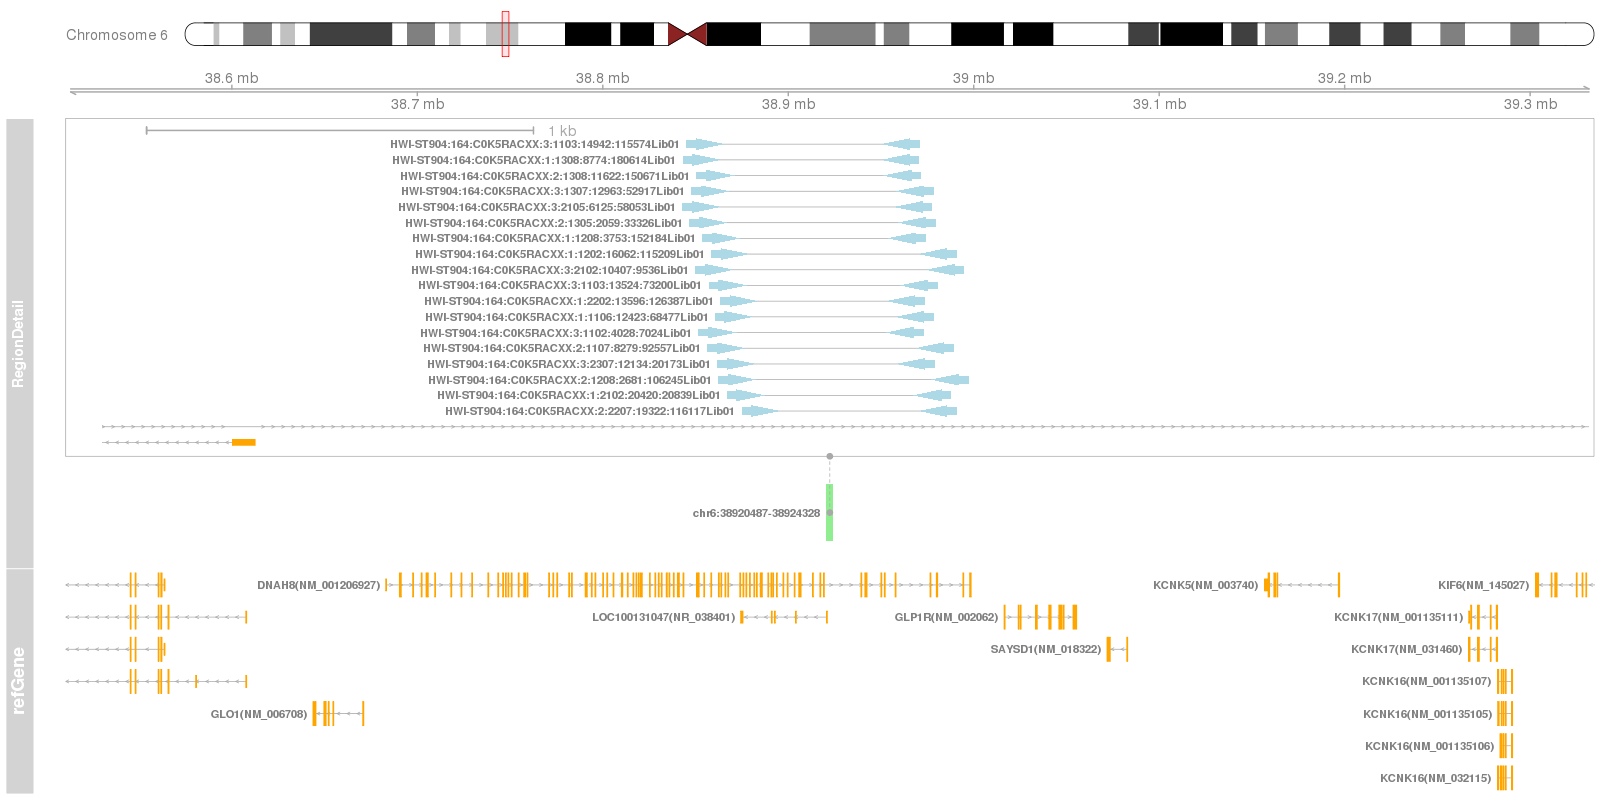 Chromosome 6
38.6 mb 38.8 mb 39 mb 39.2 mb
38.7 mb 38.9 mb 39.1 mb 39.3 mb
RegionDetail
1 kb
HWI-ST904:164:C0K5RACXX:3:1103:14942:115574Lib01
HWI-ST904:164:C0K5RACXX:1:1308:8774:180614Lib01
HWI-ST904:164:C0K5RACXX:2:1308:11622:150671Lib01
HWI-ST904:164:C0K5RACXX:3:1307:12963:52917Lib01
HWI-ST904:164:C0K5RACXX:3:2105:6125:58053Lib01
HWI-ST904:164:C0K5RACXX:2:1305:2059:33326Lib01
HWI-ST904:164:C0K5RACXX:1:1208:3753:152184Lib01
HWI-ST904:164:C0K5RACXX:1:1202:16062:115209Lib01
HWI-ST904:164:C0K5RACXX:3:2102:10407:9536Lib01
HWI-ST904:164:C0K5RACXX:3:1103:13524:73200Lib01
HWI-ST904:164:C0K5RACXX:1:2202:13596:126387Lib01
HWI-ST904:164:C0K5RACXX:1:1106:12423:68477Lib01
HWI-ST904:164:C0K5RACXX:3:1102:4028:7024Lib01
HWI-ST904:164:C0K5RACXX:2:1107:8279:92557Lib01
HWI-ST904:164:C0K5RACXX:3:2307:12134:20173Lib01
HWI-ST904:164:C0K5RACXX:2:1208:2681:106245Lib01
HWI-ST904:164:C0K5RACXX:1:2102:20420:20839Lib01
HWI-ST904:164:C0K5RACXX:2:2207:19322:116117Lib01
chr6:38920487-38924328
refGene
DNAH8(NM_001206927) KCNK5(NM_003740) KIF6(NM_145027)
LOC100131047(NR_038401) GLP1R(NM_002062) KCNK17(NM_001135111)
SAYSD1(NM_018322) KCNK17(NM_031460)
KCNK16(NM_001135107)
GLO1(NM_006708) KCNK16(NM_001135105)
KCNK16(NM_001135106)
KCNK16(NM_032115)